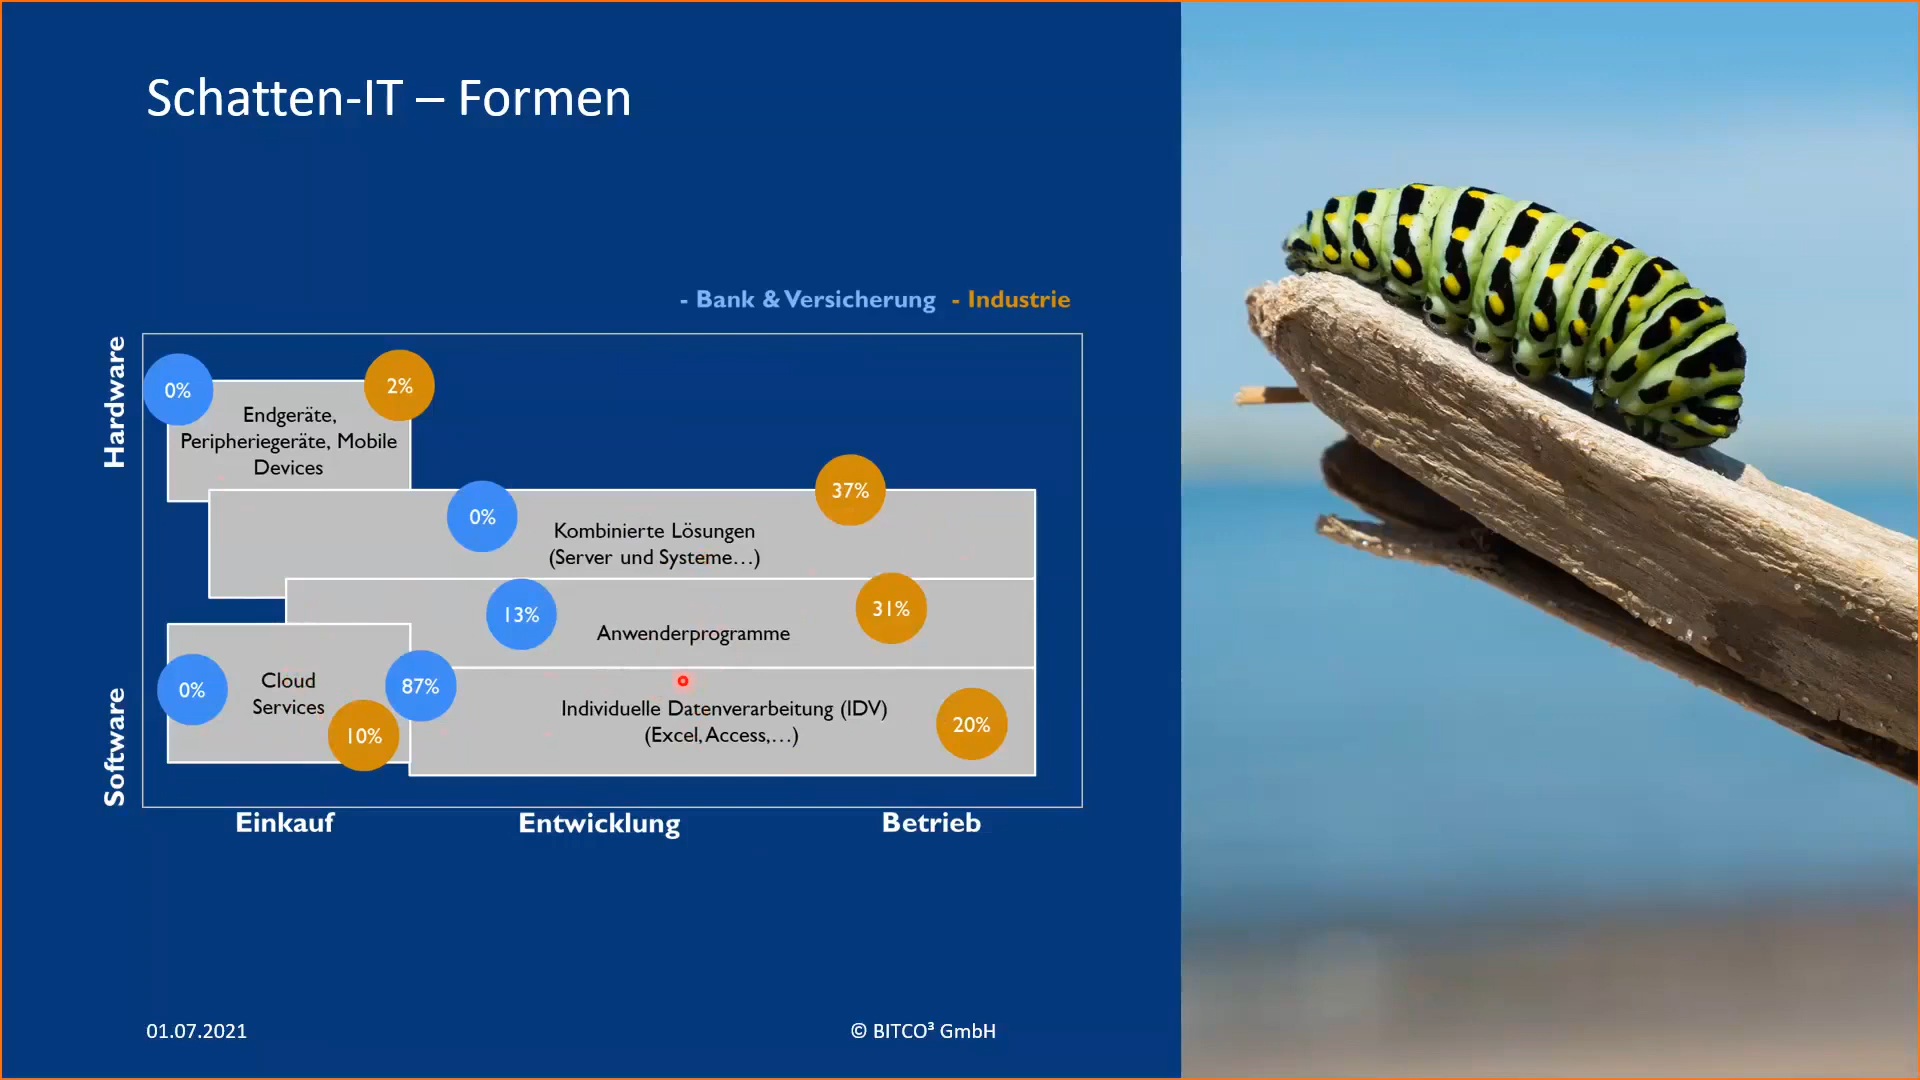 Schatten-IT – Formen
- Bank & Versicherung - Industrie
Hardware
0%
2%
Endgeräte,
Peripheriegeräte, Mobile
Devices
0%
37%
Kombinierte Lösungen
(Server und Systeme…)
13%
31%
Anwenderprogramme
Software
0%
Cloud
Services
10%
87%
Individuelle Datenverarbeitung (IDV)
(Excel, Access,…)
20%
Einkauf
Entwicklung
Betrieb
01.07.2021
© BITCO³ GmbH